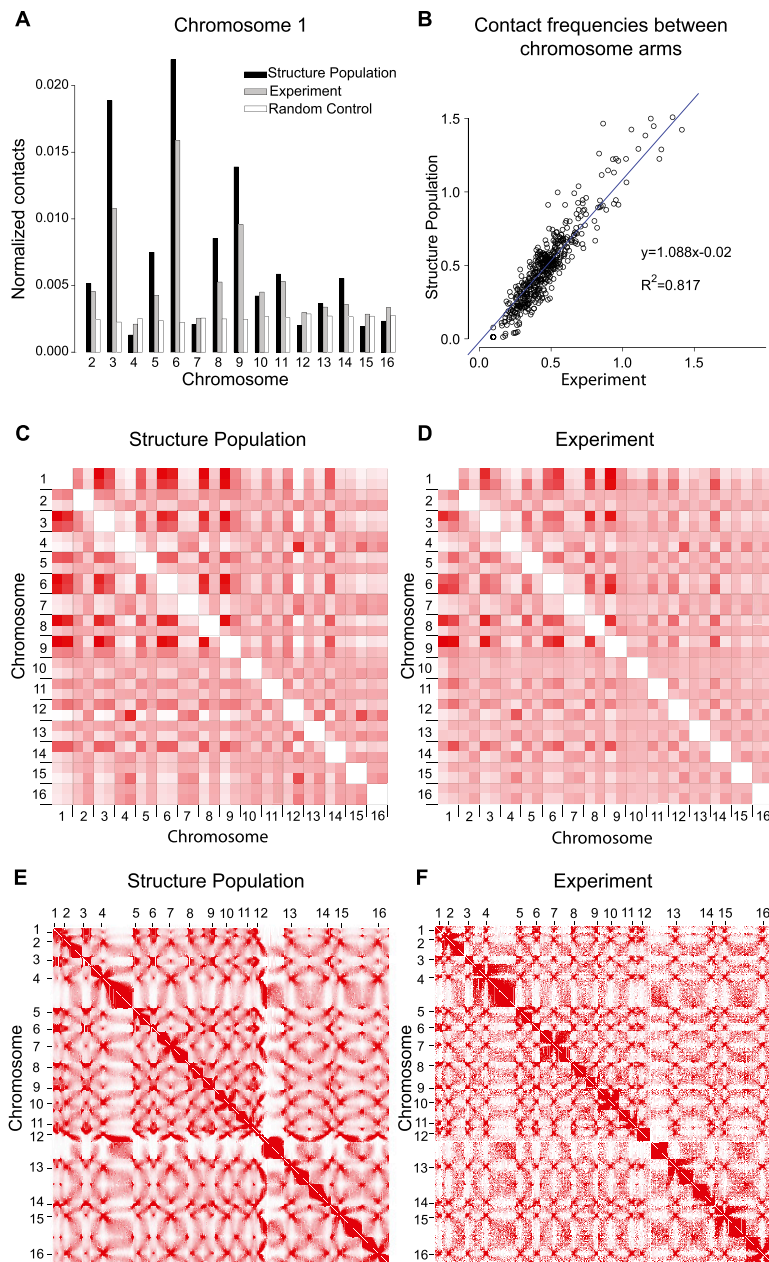 A
Chromosome 1
Normalized contacts
0.020
0.015
0.010
0.005
0.000
Structure Population
Experiment
Random Control
2 3 4 5 6 7 8 9 10 11 12 13 14 15 16
Chromosome
B
Contact frequencies between
chromosome arms
Structure Population
1.5
1.0
0.5
0.0
y=1.088x-0.02
R²=0.817
0.0 0.5 1.0 1.5
Experiment
C
Structure Population
Chromosome
1
2
3
4
5
6
7
8
9
10
11
12
13
14
15
16
1 2 3 4 5 6 7 8 9 10 11 12 13 14 15 16
Chromosome
D
Experiment
Chromosome
1
2
3
4
5
6
7
8
9
10
11
12
13
14
15
16
1 2 3 4 5 6 7 8 9 10 11 12 13 14 15 16
Chromosome
E
Structure Population
1 2 3 4 5 6 7 8 9 10 11 12 13 14 15 16
Chromosome
1
2
3
4
5
6
7
8
9
10
11
12
13
14
15
16
F
Experiment
1 2 3 4 5 6 7 8 9 10 11 12 13 14 15 16
Chromosome
1
2
3
4
5
6
7
8
9
10
11
12
13
14
15
16